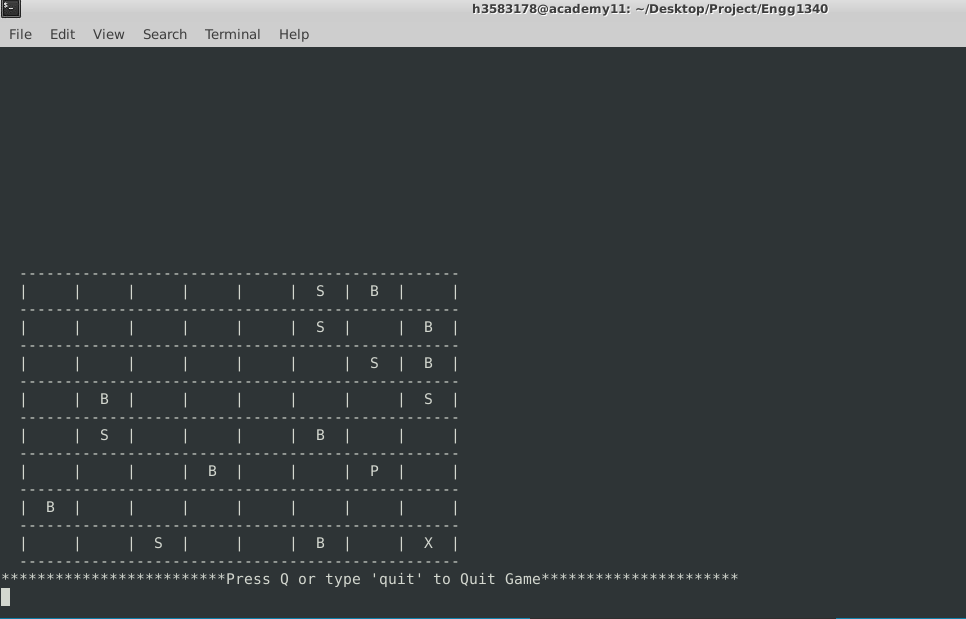 h3583178@academy11: ~/Desktop/Project/Engg1340
File Edit View Search Terminal Help
  -------------------------------------------------
  |     |     |     |     |     |  S  |  B  |     |
  -------------------------------------------------
  |     |     |     |     |     |  S  |     |  B  |
  -------------------------------------------------
  |     |     |     |     |     |     |  S  |  B  |
  -------------------------------------------------
  |     |  B  |     |     |     |     |     |  S  |
  -------------------------------------------------
  |     |  S  |     |     |     |  B  |     |     |
  -------------------------------------------------
  |     |     |     |  B  |     |     |  P  |     |
  -------------------------------------------------
  |  B  |     |     |     |     |     |     |     |
  -------------------------------------------------
  |     |     |  S  |     |     |  B  |     |  X  |
  -------------------------------------------------
*************************Press Q or type 'quit' to Quit Game**********************